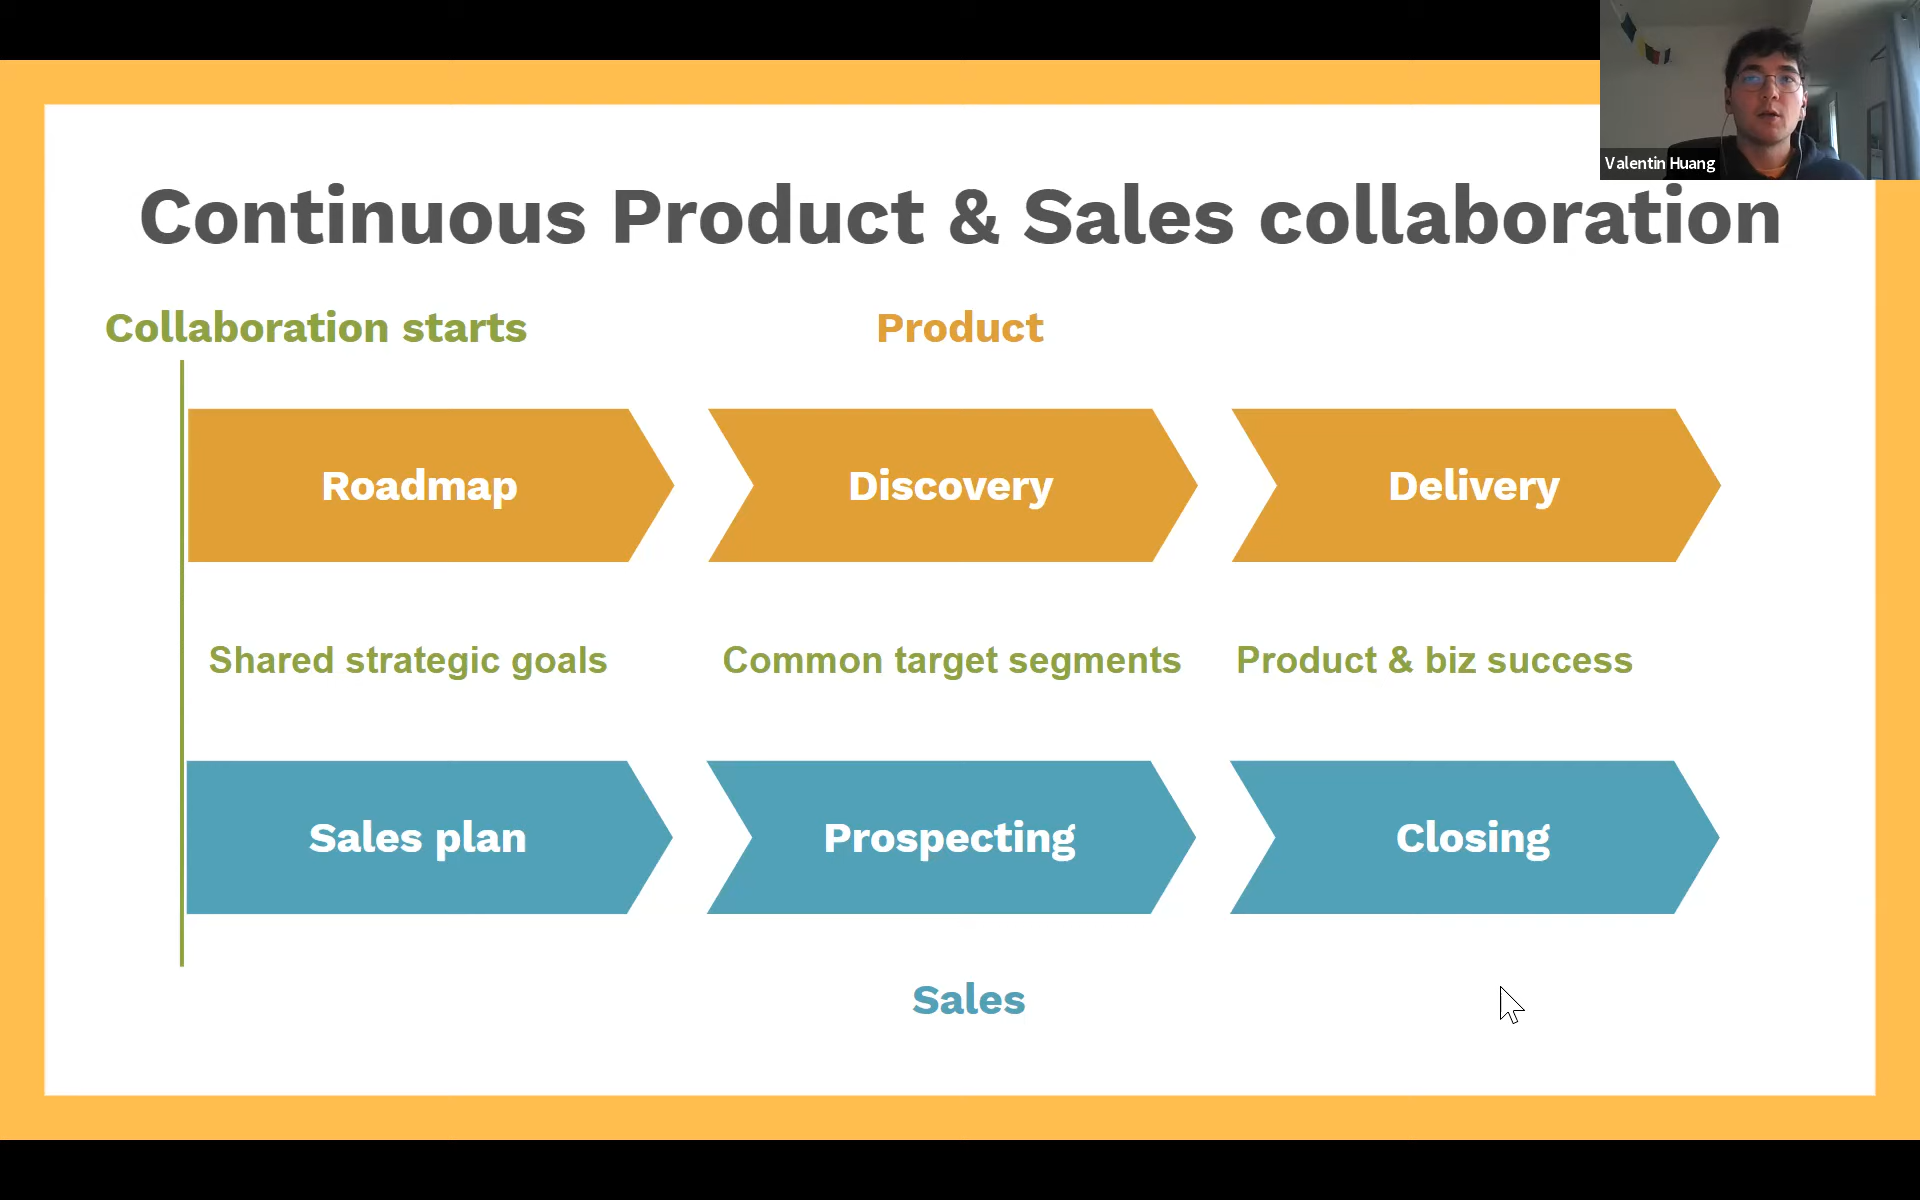 Valentin Huang
Continuous Product & Sales collaboration
Collaboration starts
Product
Roadmap
Discovery
Delivery
Shared strategic goals
Common target segments
Product & biz success
Sales plan
Prospecting
Closing
Sales